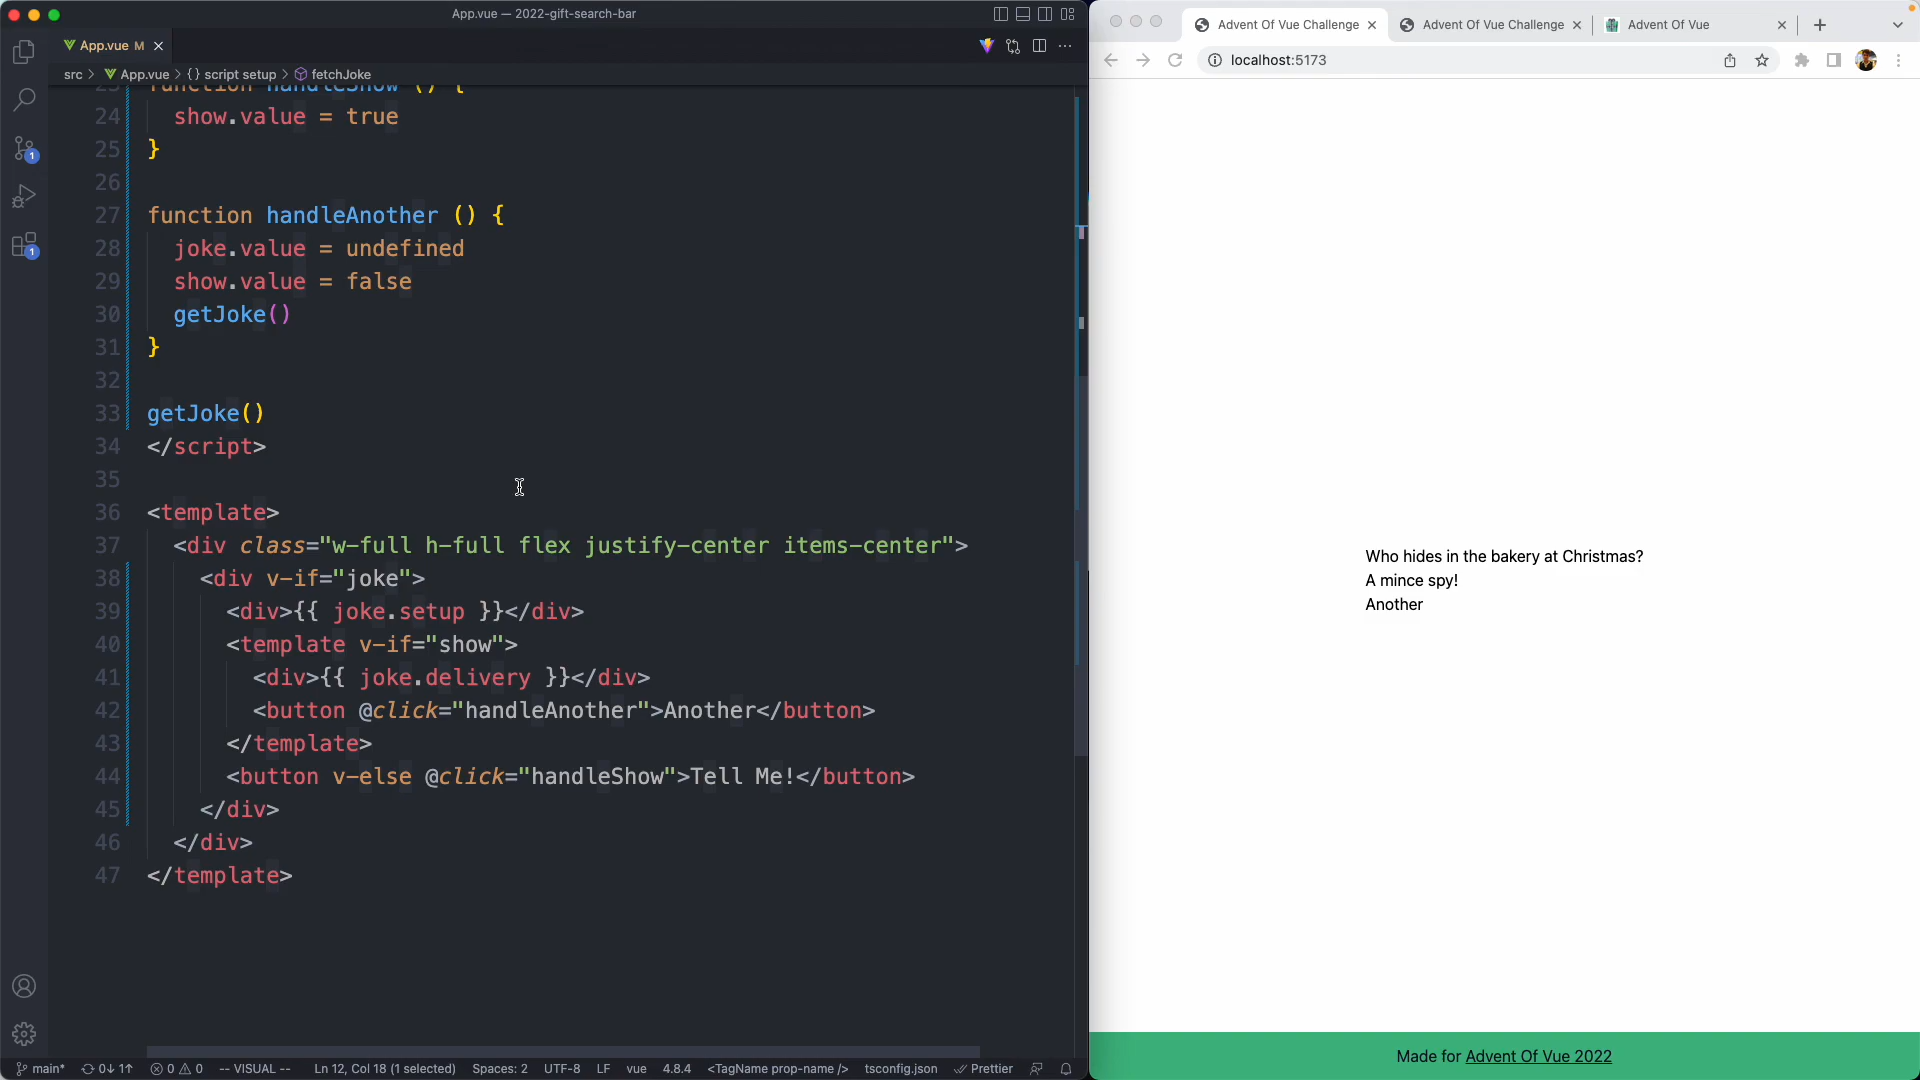 App.vue — 2022-gift-search-bar
App.vue M
src > App.vue > {} script setup > fetchJoke
23 function handleShow () {
24 show.value = true
25 }
26
27 function handleAnother () {
28 joke.value = undefined
29 show.value = false
30 getJoke()
31 }
32
33 getJoke()
34 </script>
35
36 <template>
37 <div class="w-full h-full flex justify-center items-center">
38 <div v-if="joke">
39 <div>{{ joke.setup }}</div>
40 <template v-if="show">
41 <div>{{ joke.delivery }}</div>
42 <button @click="handleAnother">Another</button>
43 </template>
44 <button v-else @click="handleShow">Tell Me!</button>
45 </div>
46 </div>
47 </template>
1
1
main* 0↓ 1↑ 0 0 -- VISUAL -- Ln 12, Col 18 (1 selected) Spaces: 2 UTF-8 LF vue 4.8.4 <TagName prop-name /> tsconfig.json Prettier
Advent Of Vue Challenge
Advent Of Vue Challenge
Advent Of Vue
localhost:5173
Who hides in the bakery at Christmas?
A mince spy!
Another
Made for Advent Of Vue 2022